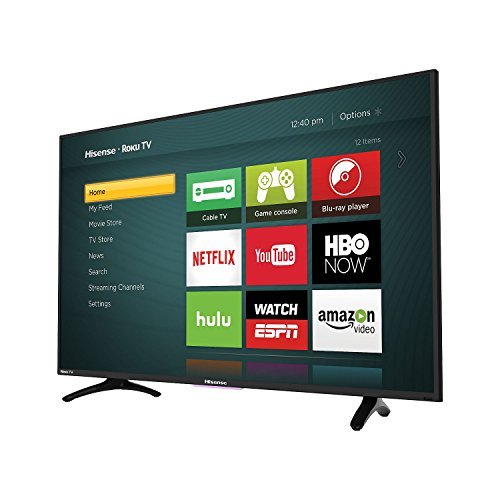 12:40 pm | Options *
Hisense • Roku TV
12 Items
Home
My Feed
Movie Store
TV Store
News
Search
Streaming Channels
Settings
Cable TV
Game console
Blu-ray player
NETFLIX
YouTube
HBO
NOW
hulu
WATCH
ESPN
amazon
video
Roku TV
Hisense